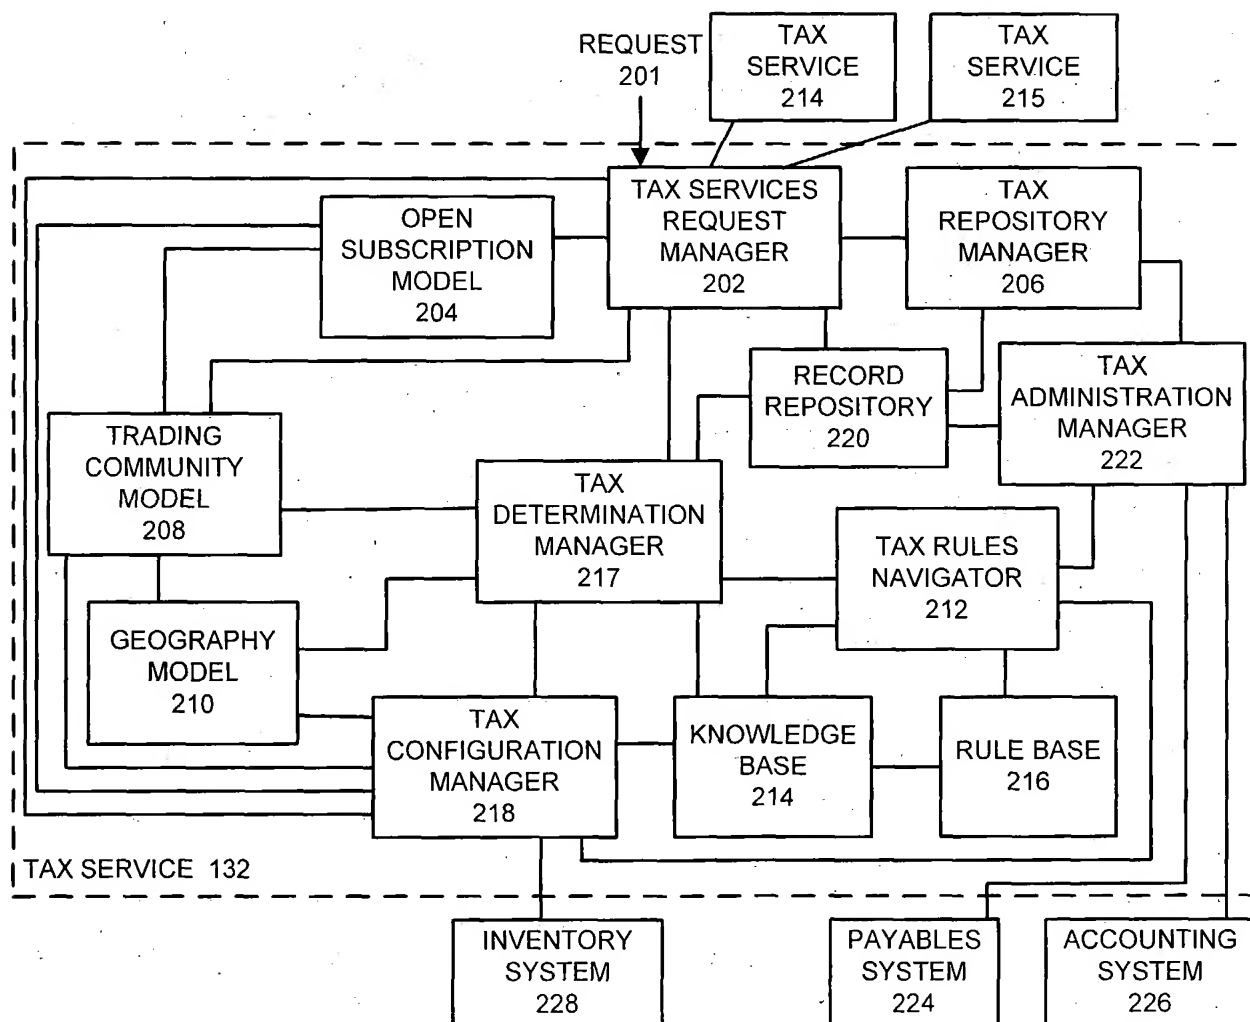 REQUEST
201
TAX
SERVICE
214
TAX
SERVICE
215
OPEN
SUBSCRIPTION
MODEL
204
TAX SERVICES
REQUEST
MANAGER
202
TAX
REPOSITORY
MANAGER
206
RECORD
REPOSITORY
220
TAX
ADMINISTRATION
MANAGER
222
TRADING
COMMUNITY
MODEL
208
TAX
DETERMINATION
MANAGER
217
TAX RULES
NAVIGATOR
212
GEOGRAPHY
MODEL
210
TAX
CONFIGURATION
MANAGER
218
KNOWLEDGE
BASE
214
RULE BASE
216
TAX SERVICE 132
INVENTORY
SYSTEM
228
PAYABLES
SYSTEM
224
ACCOUNTING
SYSTEM
226